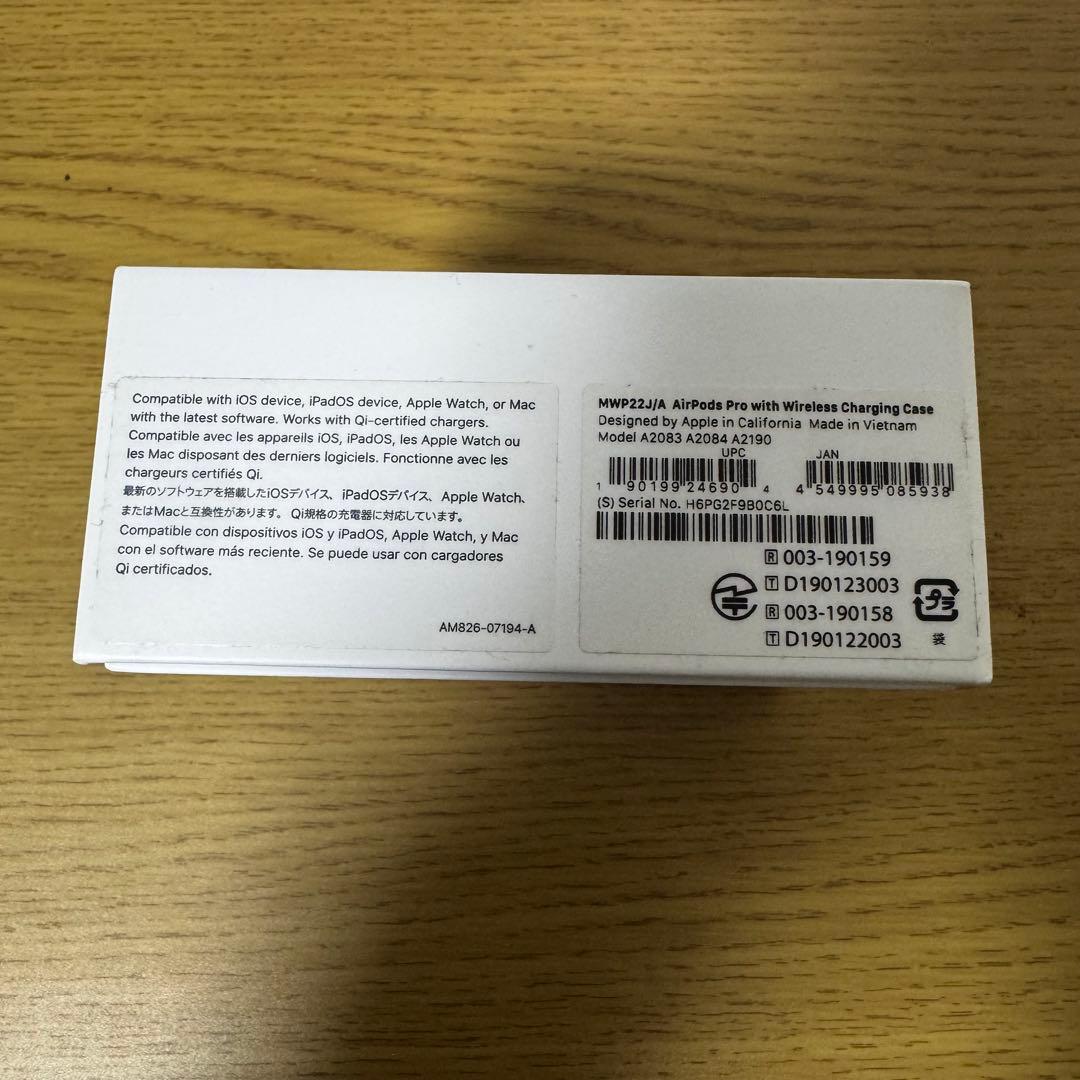 Compatible with iOS device, iPadOS device, Apple Watch, or Mac
with the latest software. Works with Qi-certified chargers.
Compatible avec les appareils iOS, iPadOS, les Apple Watch ou
les Mac disposant des derniers logiciels. Fonctionne avec les
chargeurs certifiés Qi.
最新のソフトウェアを搭載したiOSデバイス、iPadOSデバイス、Apple Watch、
またはMacと互換性があります。Qi規格の充電器に対応しています。
Compatible con dispositivos iOS y iPadOS, Apple Watch, y Mac
con el software más reciente. Se puede usar con cargadores
Qi certificados.
AM826-07194-A
MWP22J/A AirPods Pro with Wireless Charging Case
Designed by Apple in California Made in Vietnam
Model A2083 A2084 A2190
UPC
JAN
1 90199 24690 4
4 549995 085938
(S) Serial No. H6PG2F9B0C6L
R 003-190159
T D190123003
R 003-190158
T D190122003
プラ
袋